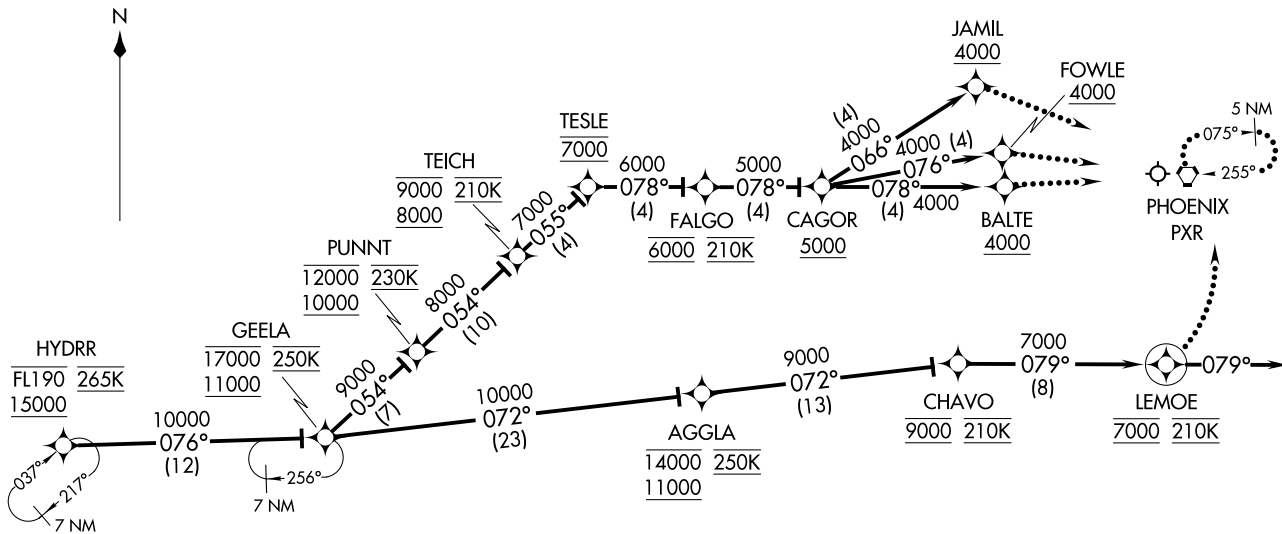 N
JAMIL
4000
FOWLE
4000
5 NM
075°
255°
PHOENIX
PXR
TESLE
7000
TEICH
9000 210K
8000
PUNNT
12000 230K
10000
GEELA
17000 250K
11000
HYDRR
FL190 265K
15000
6000
078°
(4)
5000
078°
(4)
FALGO
6000 210K
CAGOR
5000
(4)
4000
066°
4000 (4)
076°
078° 4000
(4)
BALTE
4000
7000
055°
(4)
8000
054°
(10)
9000
054°
(7)
10000
076°
(12)
037°
217°
7 NM
256°
7 NM
10000
072°
(23)
AGGLA
14000 250K
11000
9000
072°
(13)
CHAVO
9000 210K
7000
079°
(8)
LEMOE
7000 210K
079°